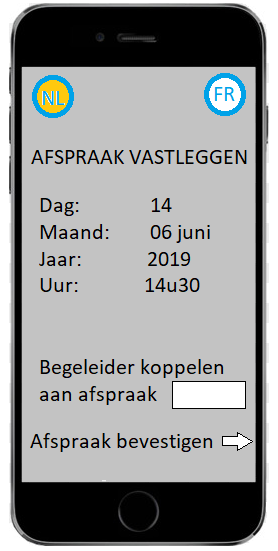 NL FR
AFSPRAAK VASTLEGGEN
Dag: 14
Maand: 06 juni
Jaar: 2019
Uur: 14u30
Begeleider koppelen
aan afspraak
Afspraak bevestigen